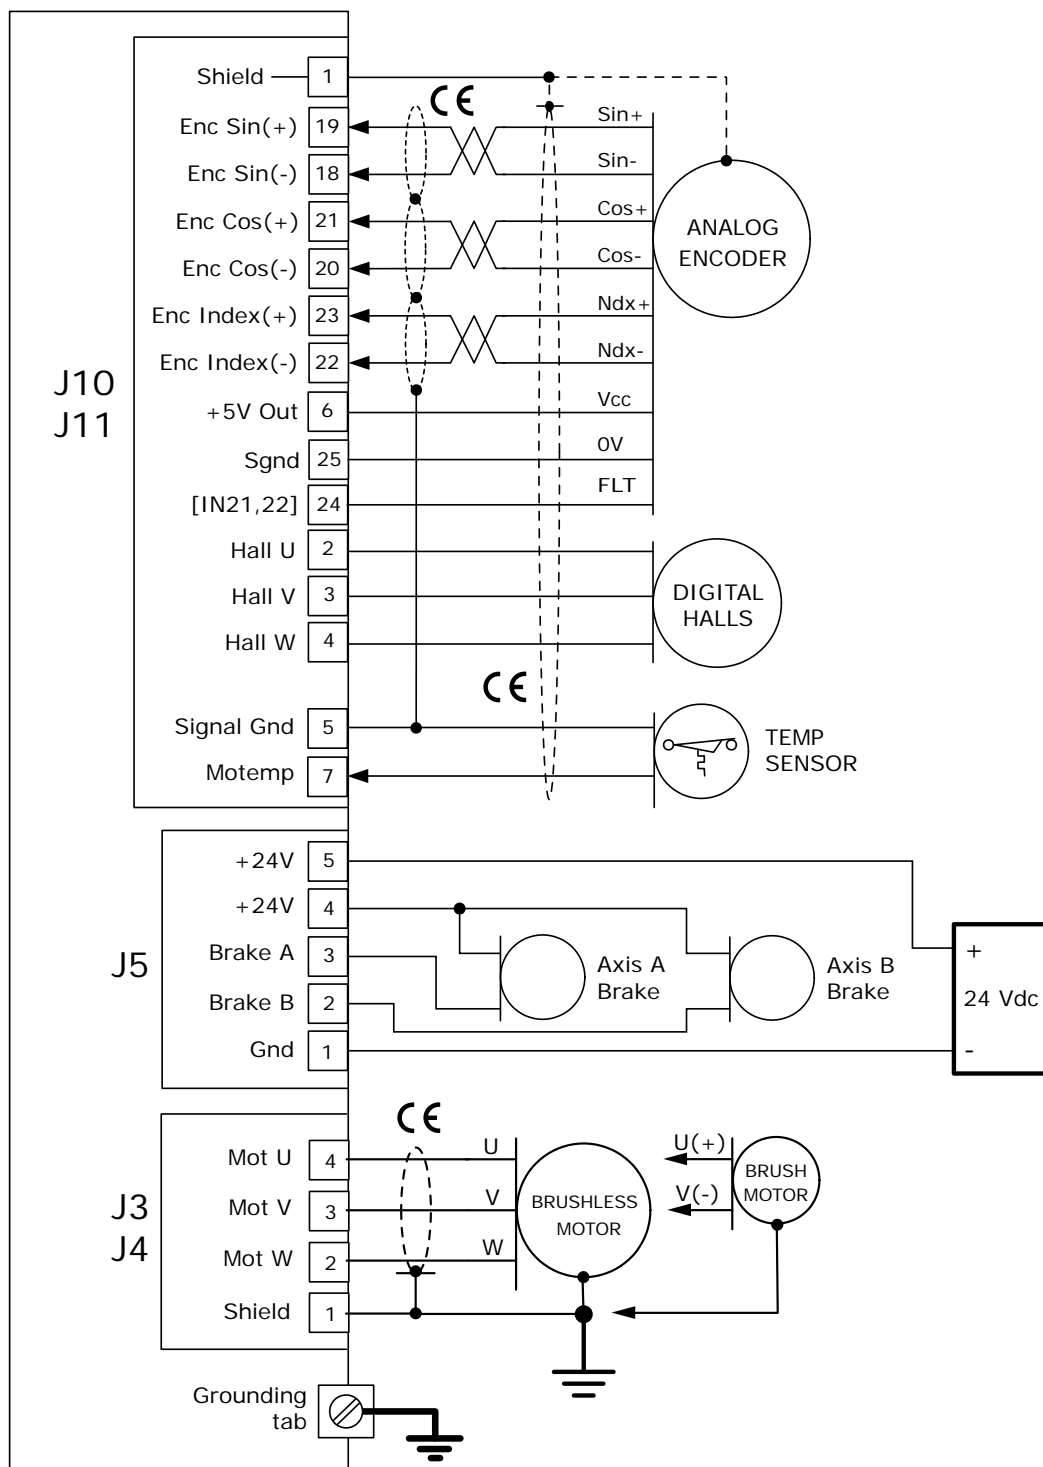 Shield 1
CE
Enc Sin(+) 19 Sin+
Enc Sin(-) 18 Sin-
Enc Cos(+) 21 Cos+
ANALOG
ENCODER
Enc Cos(-) 20 Cos-
Enc Index(+) 23 Ndx+
Enc Index(-) 22 Ndx-
J10
J11
+5V Out 6 Vcc
Sgnd 25 0V
[IN21,22] 24 FLT
Hall U 2
Hall V 3
Hall W 4
DIGITAL
HALLS
CE
Signal Gnd 5
Motemp 7
TEMP
SENSOR
J5
+24V 5
+24V 4
Brake A 3
Brake B 2
Gnd 1
Axis A
Brake
Axis B
Brake
+
24 Vdc
-
CE
J3
J4
Mot U 4 U
Mot V 3 V
Mot W 2 W
Shield 1
BRUSHLESS
MOTOR
U(+)
V(-)
BRUSH
MOTOR
Grounding
tab